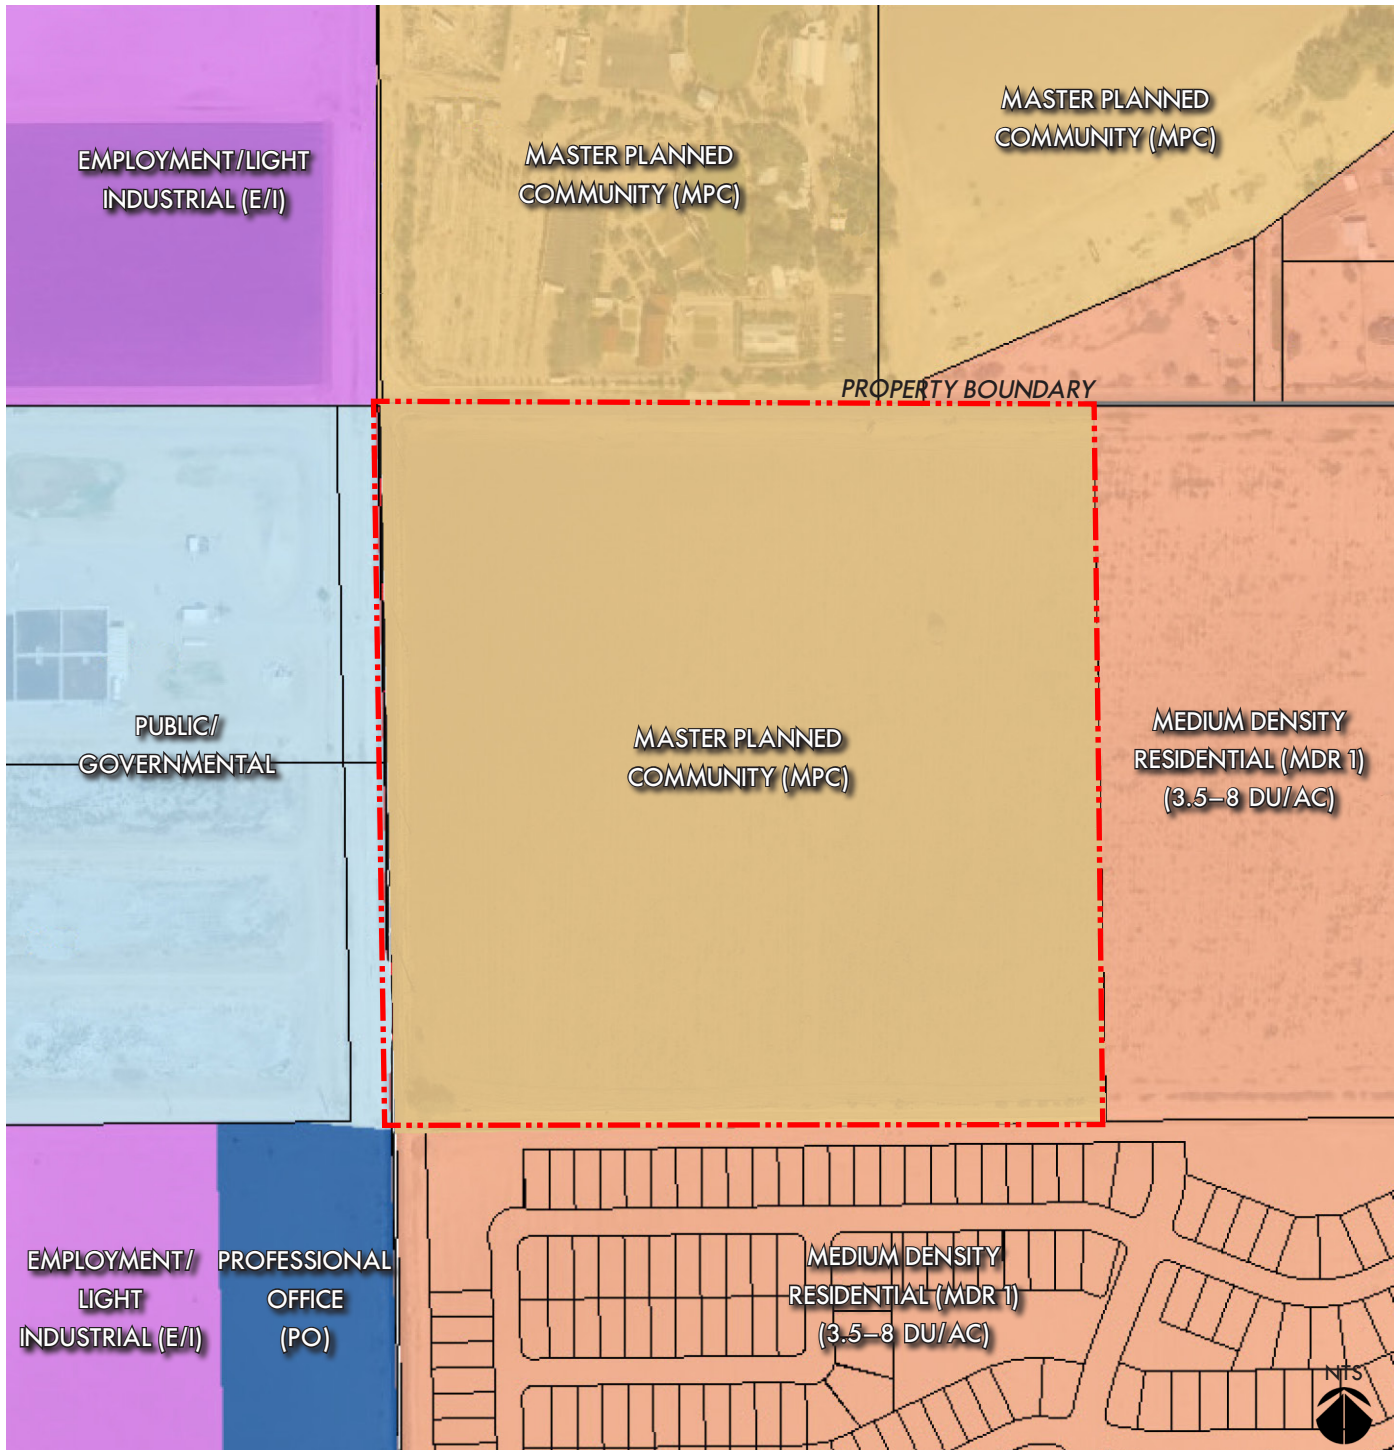 MASTER PLANNED
COMMUNITY (MPC)
EMPLOYMENT/LIGHT
INDUSTRIAL (E/I)
MASTER PLANNED
COMMUNITY (MPC)
PROPERTY BOUNDARY
PUBLIC/
GOVERNMENTAL
MASTER PLANNED
COMMUNITY (MPC)
MEDIUM DENSITY
RESIDENTIAL (MDR 1)
(3.5–8 DU/AC)
EMPLOYMENT/
LIGHT
INDUSTRIAL (E/I)
PROFESSIONAL
OFFICE
(PO)
MEDIUM DENSITY
RESIDENTIAL (MDR 1)
(3.5–8 DU/AC)
NTS